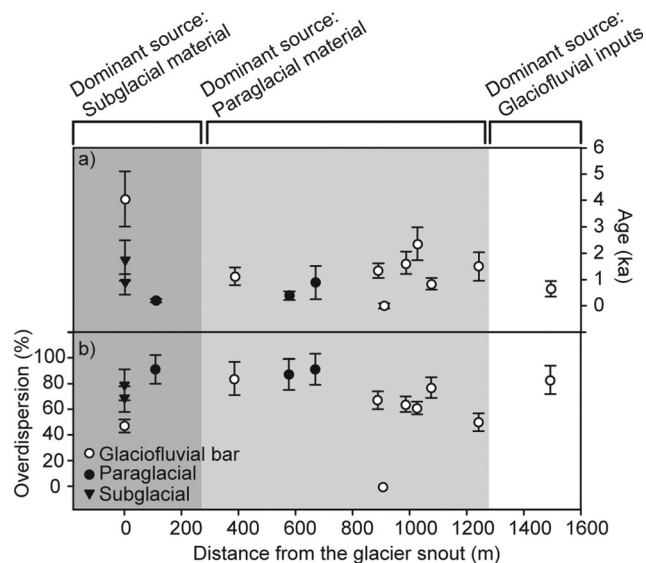 Dominant source:
Subglacial material
Dominant source:
Paraglacial material
Dominant source:
Glaciofluvial inputs
a)
6
5
4
3
2
1
0
Age (ka)
b)
Overdispersion (%)
100
80
60
40
20
0
Glaciofluvial bar
Paraglacial
Subglacial
0 200 400 600 800 1000 1200 1400 1600
Distance from the glacier snout (m)